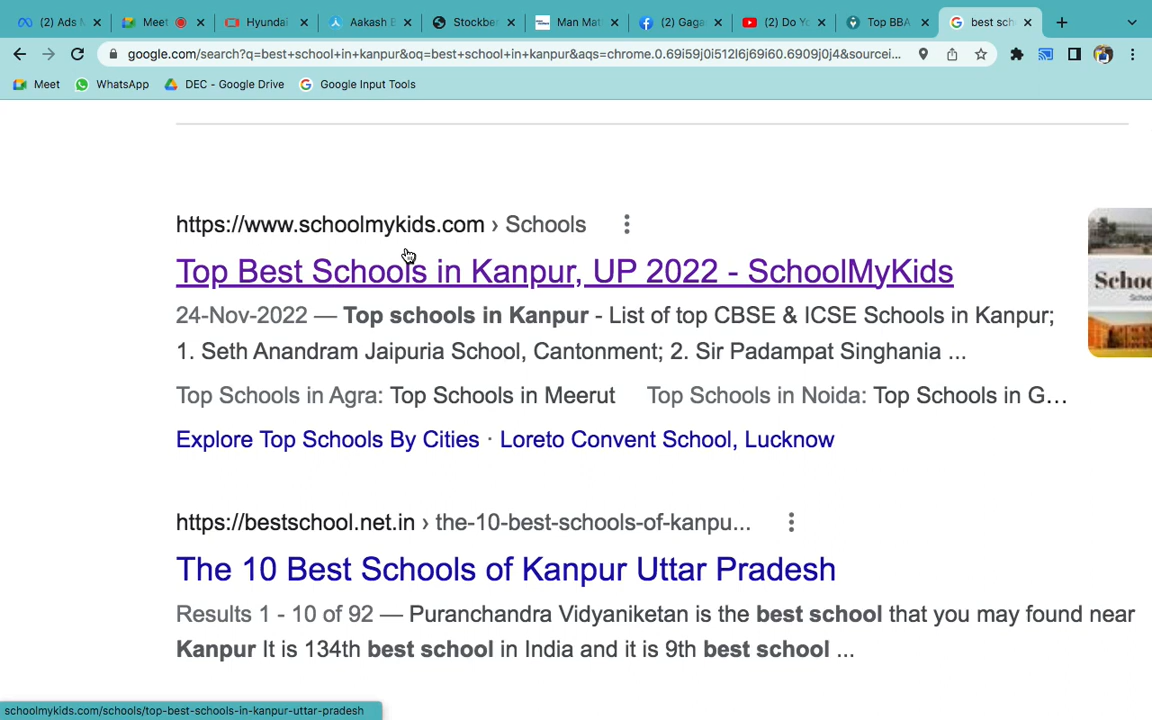 (2) Ads M
Meet
Hyundai
Aakash B
Stockber
Man Mat
(2) Gaga
(2) Do Yo
Top BBA
best sch
google.com/search?q=best+school+in+kanpur&oq=best+school+in+kanpur&aqs=chrome.0.69i59j0i512l6j69i60.6909j0j4&sourcei...
Meet WhatsApp DEC - Google Drive Google Input Tools
https://www.schoolmykids.com › Schools
Top Best Schools in Kanpur, UP 2022 - SchoolMyKids
24-Nov-2022 — Top schools in Kanpur - List of top CBSE & ICSE Schools in Kanpur;
1. Seth Anandram Jaipuria School, Cantonment; 2. Sir Padampat Singhania ...
Top Schools in Agra: Top Schools in Meerut Top Schools in Noida: Top Schools in G...
Explore Top Schools By Cities · Loreto Convent School, Lucknow
https://bestschool.net.in › the-10-best-schools-of-kanpu...
The 10 Best Schools of Kanpur Uttar Pradesh
Results 1 - 10 of 92 — Puranchandra Vidyaniketan is the best school that you may found near
Kanpur It is 134th best school in India and it is 9th best school ...
schoolmykids.com/schools/top-best-schools-in-kanpur-uttar-pradesh